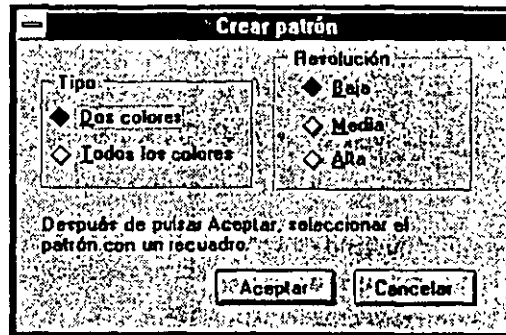 Crear patrón
Tipo
Dos colores
Todos los colores
Resolución
Baja
Media
Alta
Después de pulsar Aceptar, seleccionar el
patrón con un recuadro.
Aceptar
Cancelar